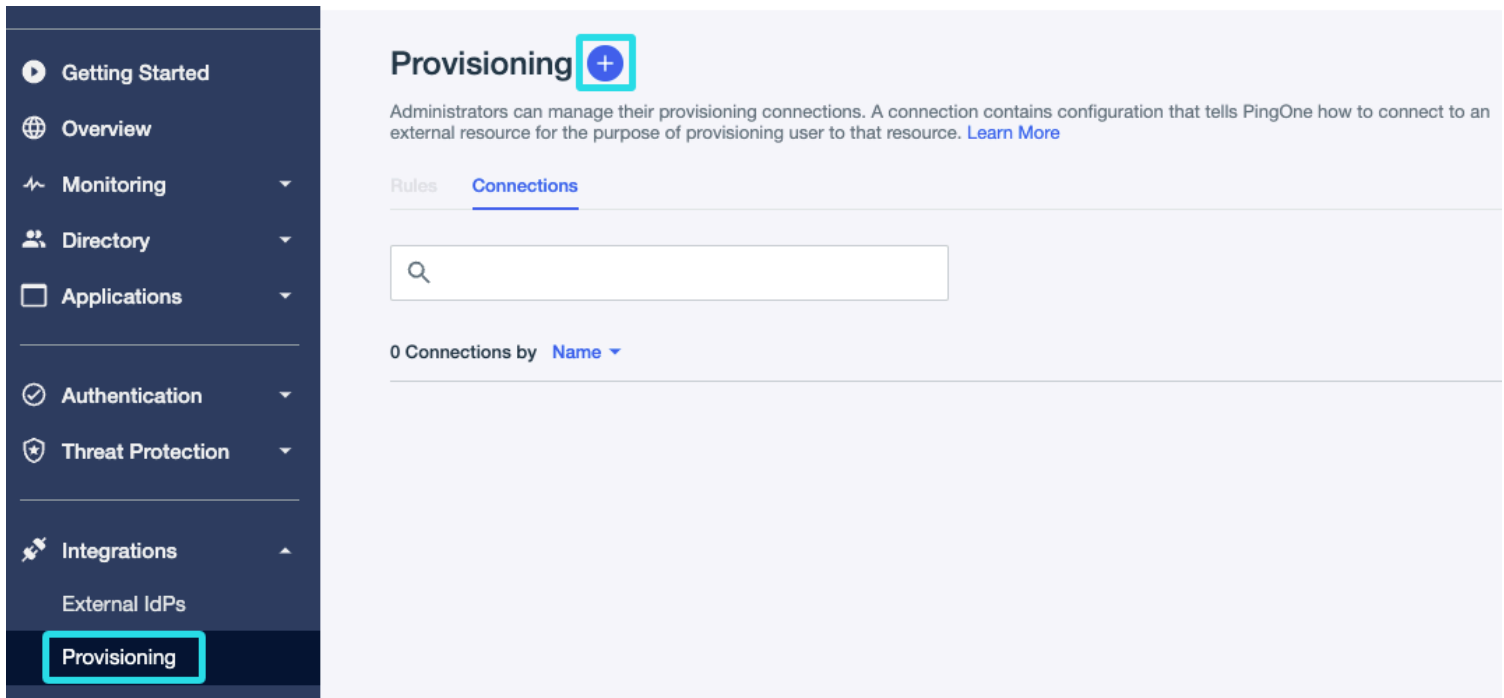 Getting Started
Overview
Monitoring
Directory
Applications
Authentication
Threat Protection
Integrations
External IdPs
Provisioning
Provisioning
Administrators can manage their provisioning connections. A connection contains configuration that tells PingOne how to connect to an
external resource for the purpose of provisioning user to that resource. Learn More
Rules Connections
0 Connections by Name